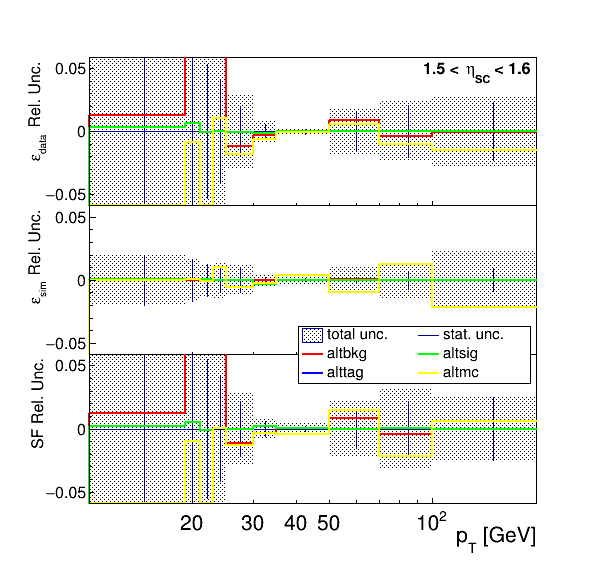 1.5 < η_SC < 1.6
ε_data Rel. Unc.
0.05
0
−0.05
ε_sim Rel. Unc.
0.05
0
−0.05
total unc.
stat. unc.
altbkg
altsig
alttag
altmc
SF Rel. Unc.
0.05
0
−0.05
20 30 40 50 10²
p_T [GeV]